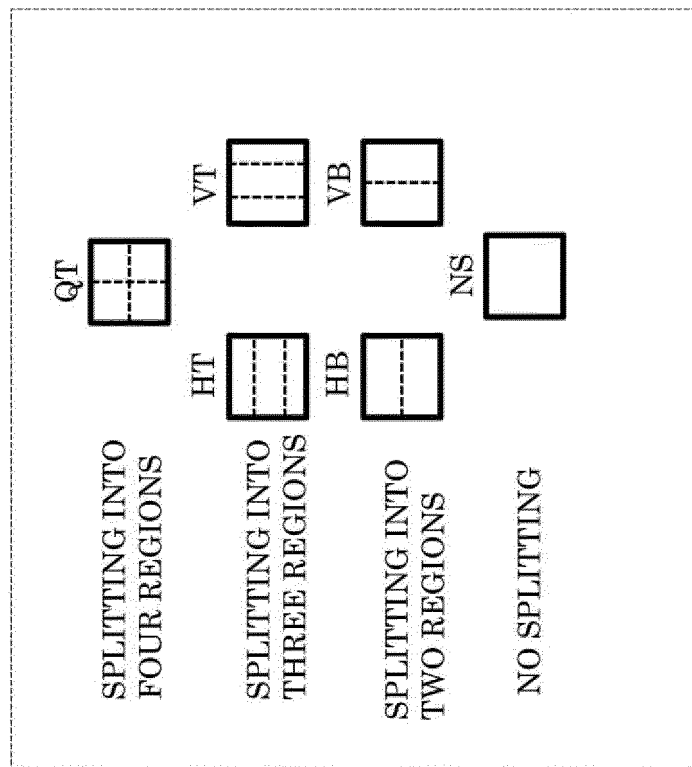 SPLITTING INTO
FOUR REGIONS
QT
SPLITTING INTO
THREE REGIONS
HT
VT
SPLITTING INTO
TWO REGIONS
HB
VB
NO SPLITTING
NS